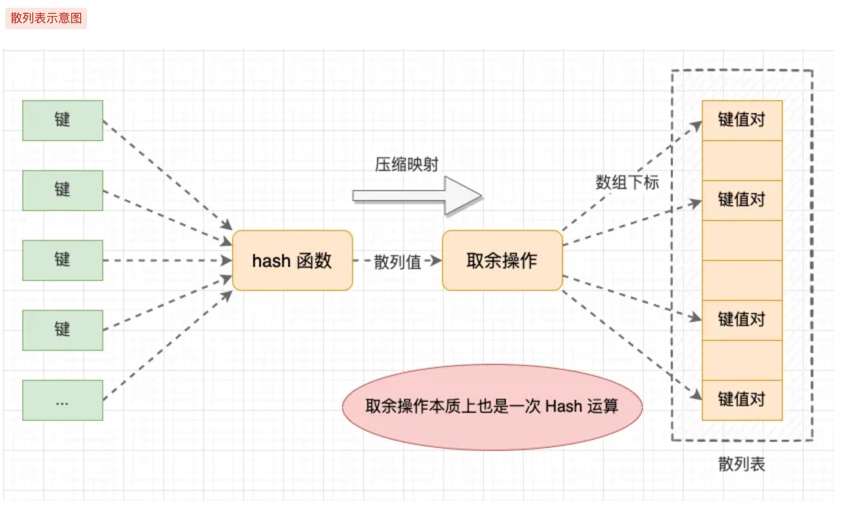 散列表示意图
键
键
键
键
...
压缩映射
hash 函数
散列值
取余操作
数组下标
键值对
键值对
键值对
键值对
取余操作本质上也是一次 Hash 运算
散列表